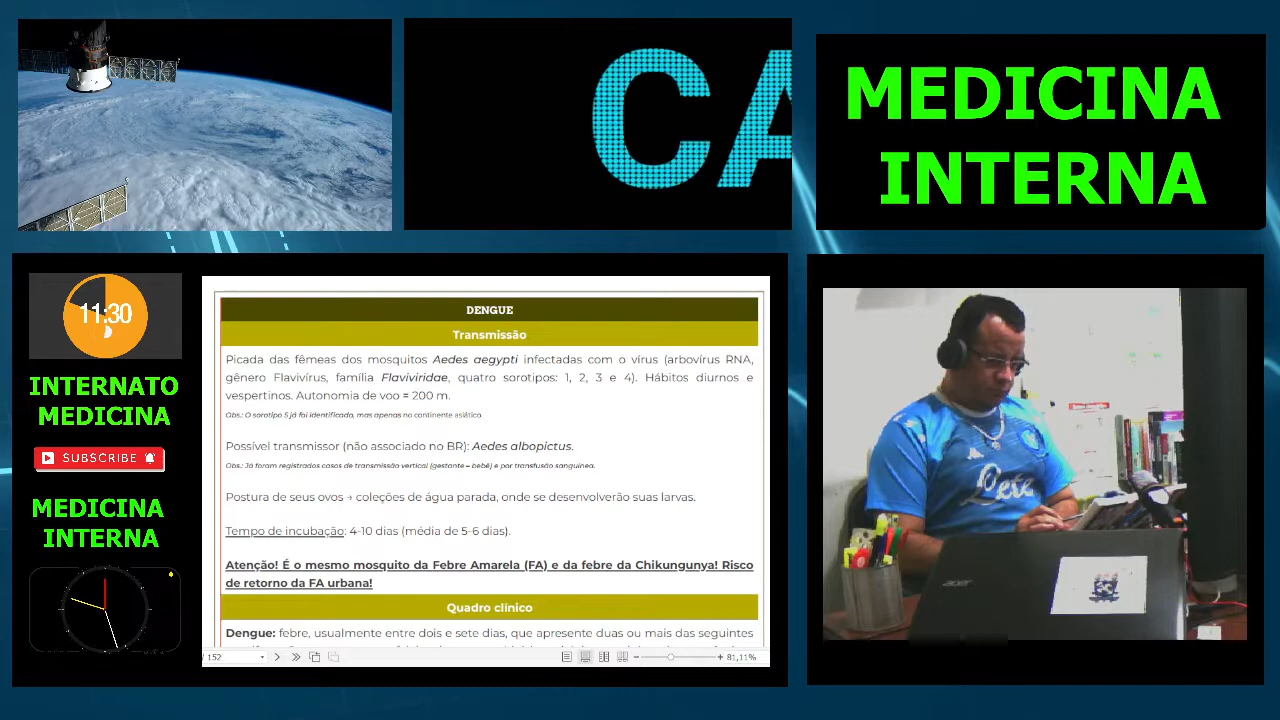 CA
MEDICINA
INTERNA
11:30
INTERNATO
MEDICINA
SUBSCRIBE
MEDICINA
INTERNA
DENGUE
Transmissão
Picada das fêmeas dos mosquitos Aedes aegypti infectadas com o vírus (arbovírus RNA,
gênero Flavivírus, família Flaviviridae, quatro sorotipos: 1, 2, 3 e 4). Hábitos diurnos e
vespertinos. Autonomia de voo = 200 m.
Obs.: O sorotipo 5 já foi identificado, mas apenas no continente asiático.
Possível transmissor (não associado no BR): Aedes albopictus.
Obs.: Já foram registrados casos de transmissão vertical (gestante – bebê) e por transfusão sanguínea.
Postura de seus ovos → coleções de água parada, onde se desenvolverão suas larvas.
Tempo de incubação: 4-10 dias (média de 5-6 dias).
Atenção! É o mesmo mosquito da Febre Amarela (FA) e da febre da Chikungunya! Risco
de retorno da FA urbana!
Quadro clínico
Dengue: febre, usualmente entre dois e sete dias, que apresente duas ou mais das seguintes
/ 152
81,11%
Pelé
acer